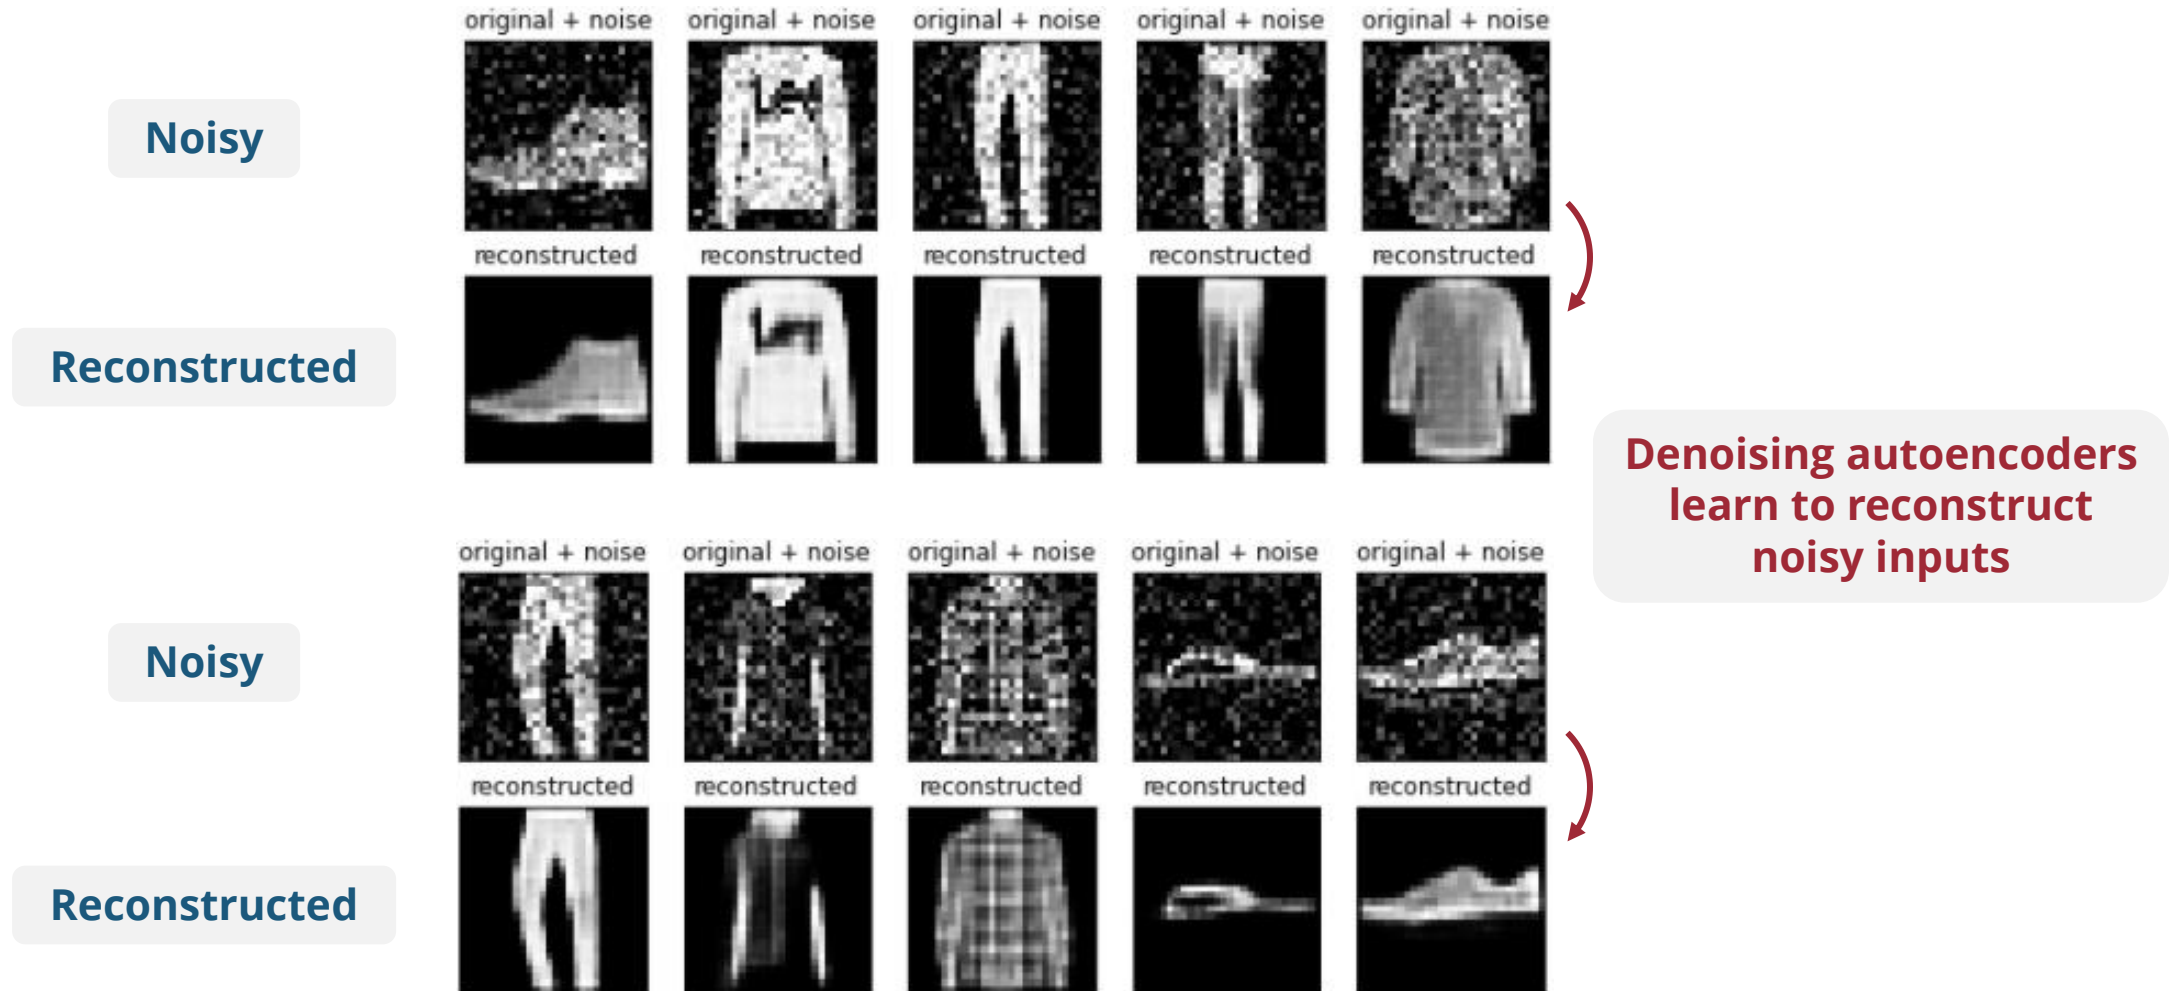 original + noise original + noise original + noise original + noise original + noise
Noisy
reconstructed reconstructed reconstructed reconstructed reconstructed
Reconstructed
Denoising autoencoders
learn to reconstruct
noisy inputs
original + noise original + noise original + noise original + noise original + noise
Noisy
reconstructed reconstructed reconstructed reconstructed reconstructed
Reconstructed